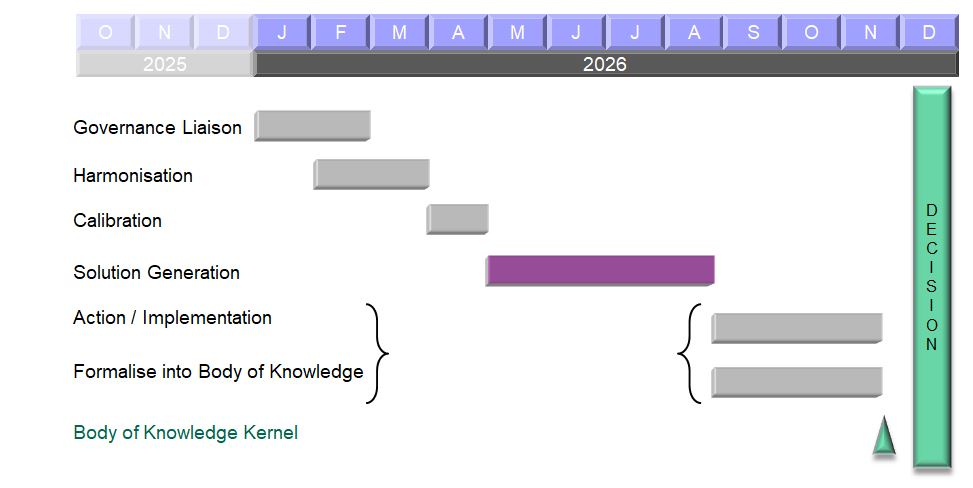 O N D J F M A M J J A S O N D
2025 2026
Governance Liaison
Harmonisation
Calibration
Solution Generation
Action / Implementation
Formalise into Body of Knowledge
Body of Knowledge Kernel
D
E
C
I
S
I
O
N